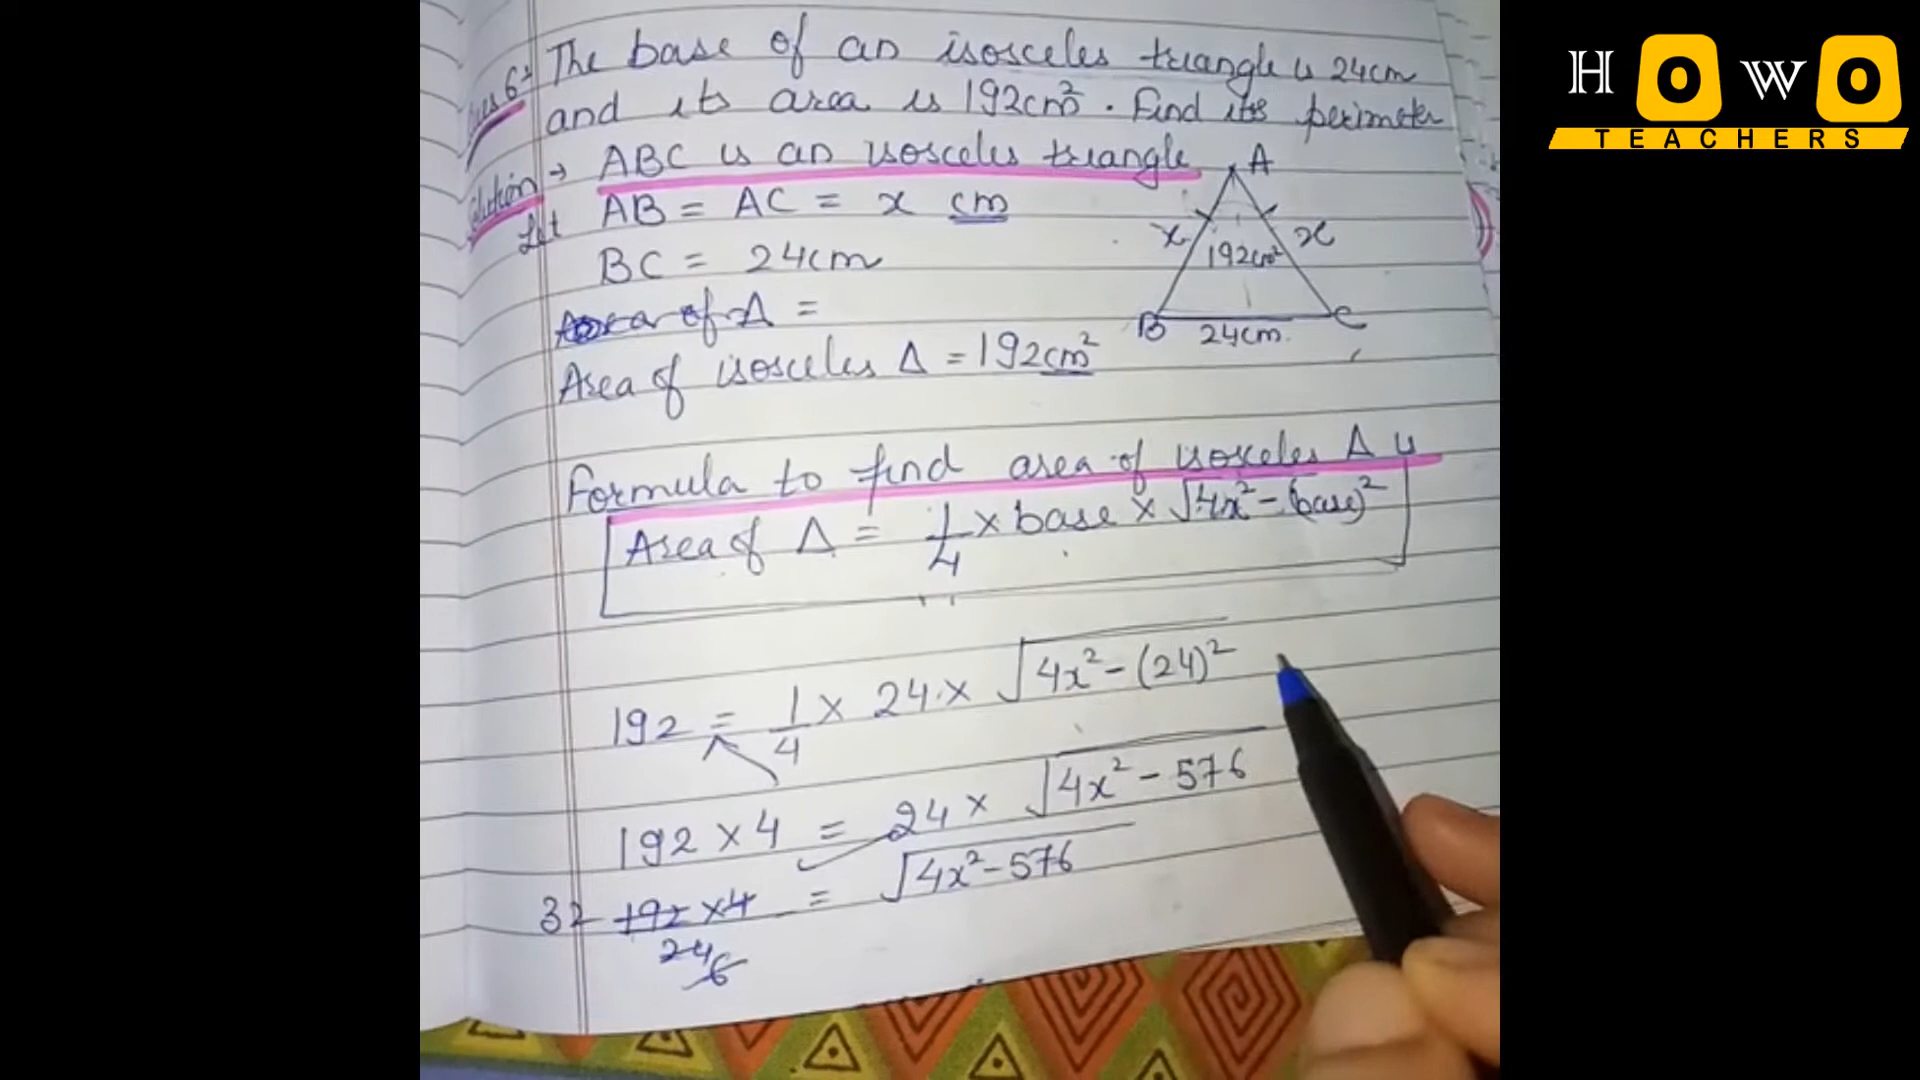 Ques 6 The base of an isosceles triangle is 24cm
and its area is 192cm². Find its perimeter
Solution → ABC is an isosceles triangle
Let AB = AC = x cm
BC = 24cm
Area of Δ =
Area of isosceles Δ = 192cm²
A
x
x
192cm²
B
C
24cm
Formula to find area of isosceles Δ is
Area of Δ = 1/4 × base × √4x² - (base)²
192 = 1/4 × 24 × √4x² - (24)²
192 × 4 = 24 × √4x² - 576
32 192 × 4 / 24 6 = √4x² - 576
HOWO
TEACHERS